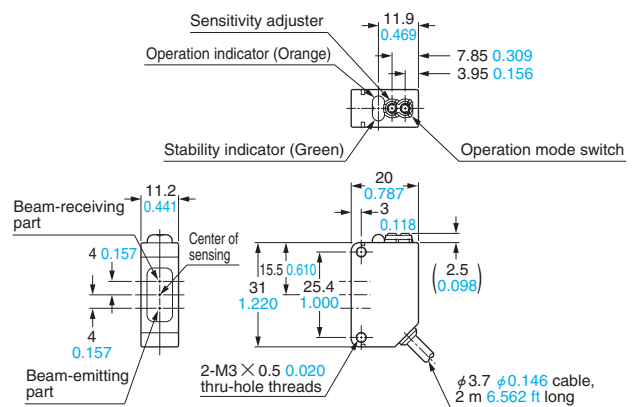 Sensitivity adjuster
11.9
0.469
Operation indicator (Orange)
7.85 0.309
3.95 0.156
Stability indicator (Green)
Operation mode switch
11.2
0.441
20
0.787
3
0.118
Beam-receiving
part
Center of
sensing
4 0.157
15.5 0.610
31
1.220
25.4
1.000
(2.5
0.098)
4
0.157
Beam-emitting
part
2-M3 × 0.5 0.020
thru-hole threads
φ3.7 φ0.146 cable,
2 m 6.562 ft long